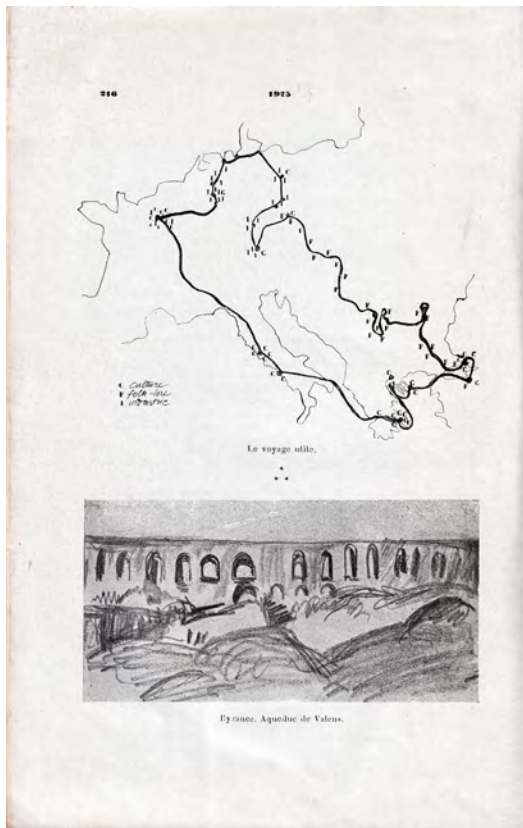 216 1925
C culture
F folk-lore
I industrie
Le voyage utile.
Byzance. Aqueduc de Valens.